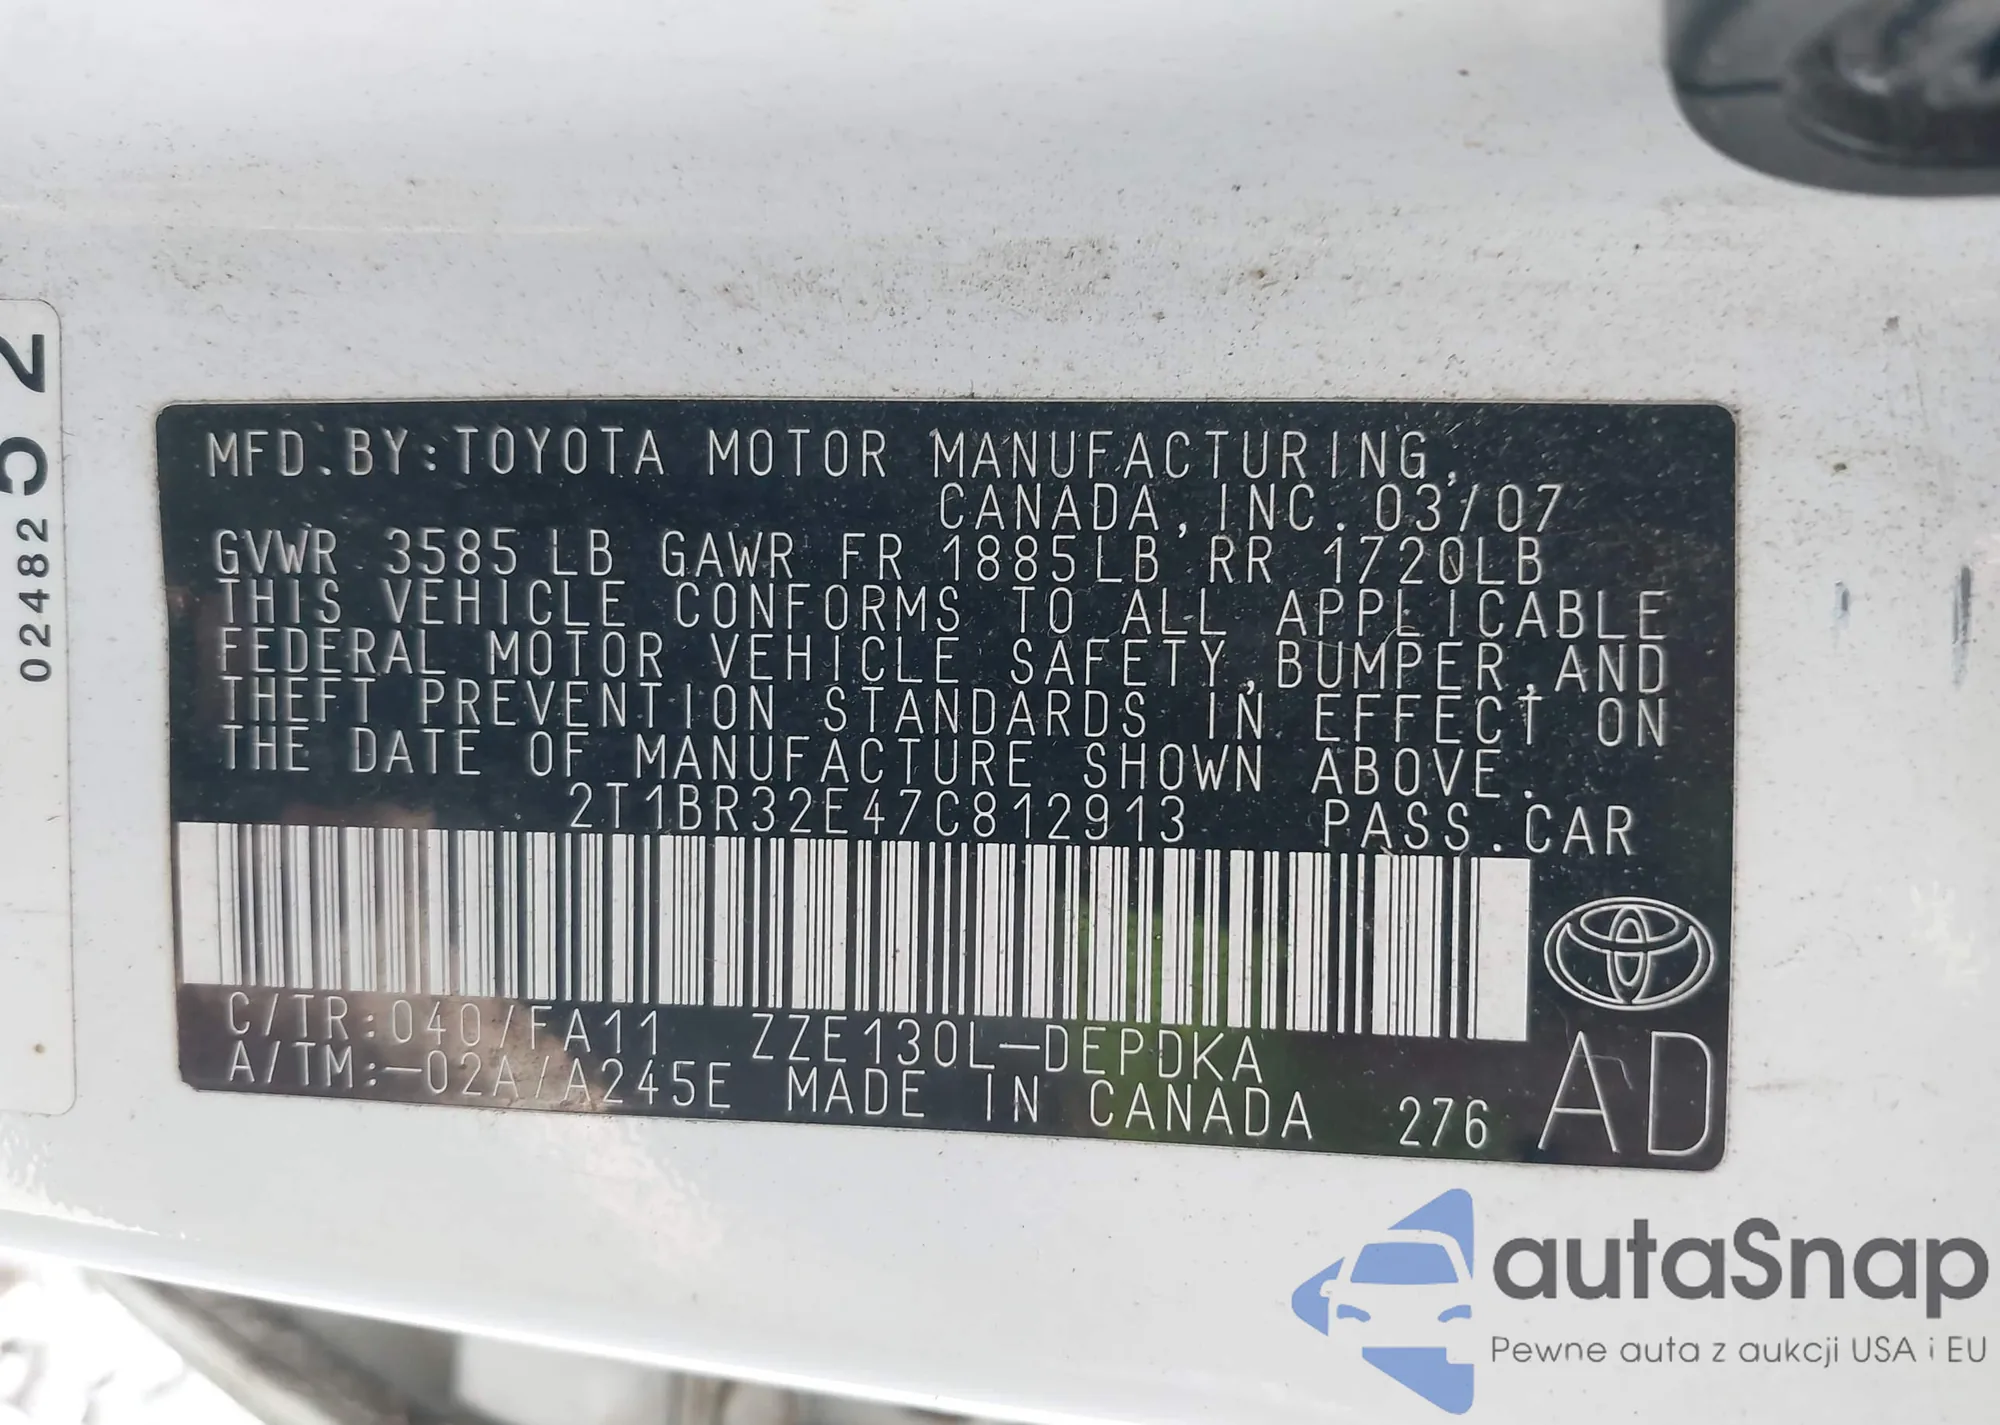 MFD.BY:TOYOTA MOTOR MANUFACTURING,
CANADA, INC. 03/07
GVWR 3585 LB GAWR FR 1885LB RR 1720LB
THIS VEHICLE CONFORMS TO ALL APPLICABLE
FEDERAL MOTOR VEHICLE SAFETY,BUMPER,AND
THEFT PREVENTION STANDARDS IN EFFECT ON
THE DATE OF MANUFACTURE SHOWN ABOVE.
2T1BR32E47C812913 PASS.CAR
C/TR:040/FA11 ZZE130L-DEPDKA
A/TM:-02A/A245E MADE IN CANADA 276
AD
02482
52
autaSnap
Pewne auta z aukcji USA i EU